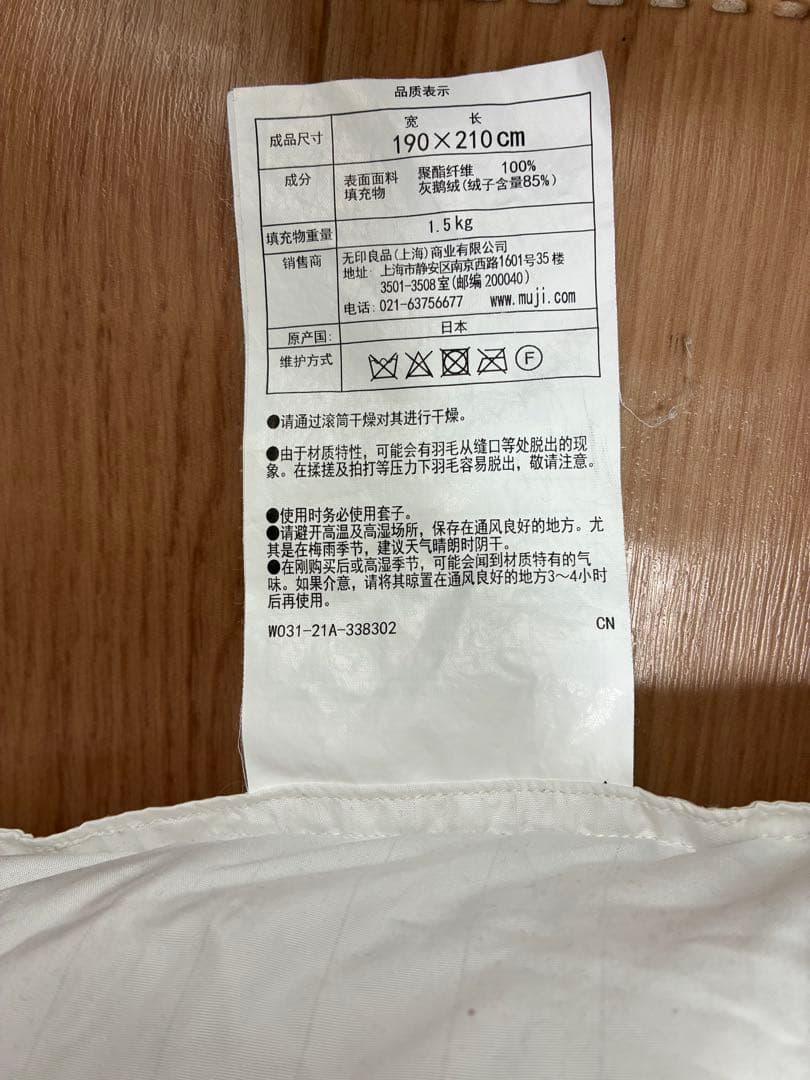 品质表示
成品尺寸 宽 长
190×210cm
成分 表面面料 聚酯纤维 100%
填充物 灰鹅绒(绒子含量85%)
填充物重量 1.5kg
销售商 无印良品(上海)商业有限公司
地址: 上海市静安区南京西路1601号35楼
3501-3508室(邮编 200040)
电话: 021-63756677 www.muji.com
原产国: 日本
维护方式 F
●请通过滚筒干燥对其进行干燥。
●由于材质特性，可能会有羽毛从缝口等处脱出的现
象。在揉搓及拍打等压力下羽毛容易脱出，敬请注意。
●使用时务必使用套子。
●请避开高温及高湿场所，保存在通风良好的地方。尤
其是在梅雨季节，建议天气晴朗时阴干。
●在刚购买后或高湿季节，可能会闻到材质特有的气
味。如果介意，请将其晾置在通风良好的地方3～4小时
后再使用。
W031-21A-338302 CN